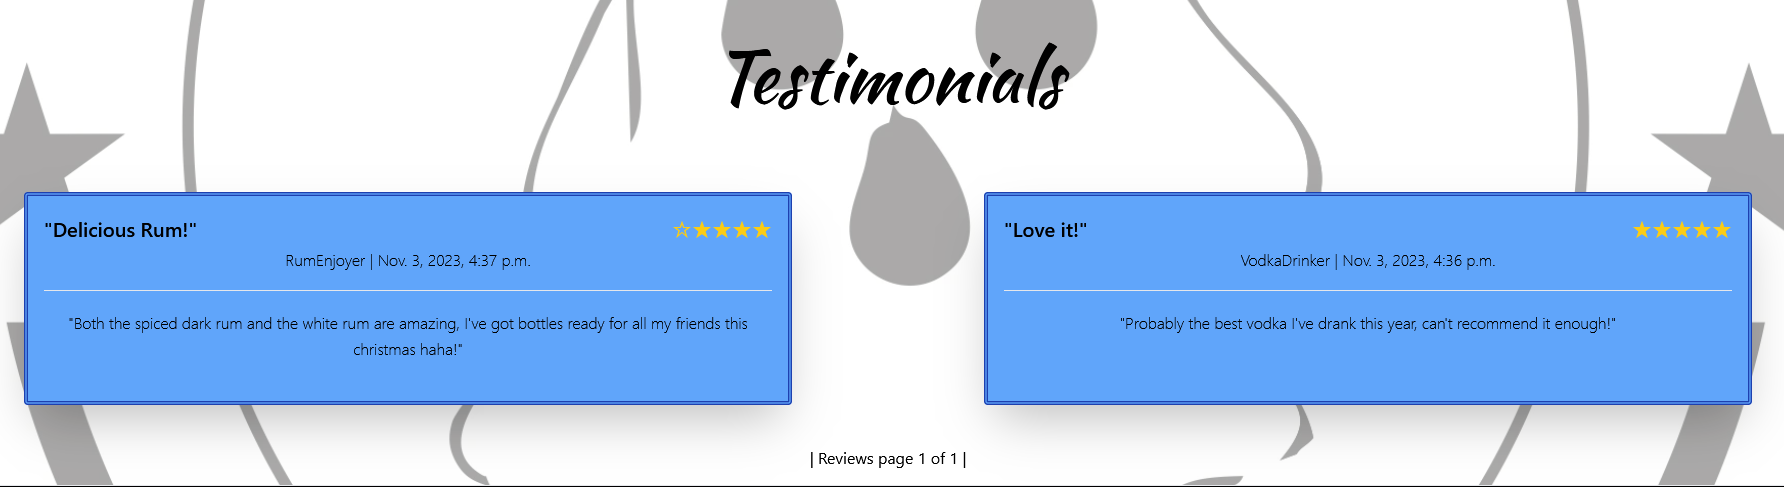 Testimonials
"Delicious Rum!" ☆★★★★
RumEnjoyer | Nov. 3, 2023, 4:37 p.m.
"Both the spiced dark rum and the white rum are amazing, I've got bottles ready for all my friends this
christmas haha!"
"Love it!" ★★★★★
VodkaDrinker | Nov. 3, 2023, 4:36 p.m.
"Probably the best vodka I've drank this year, can't recommend it enough!"
| Reviews page 1 of 1 |